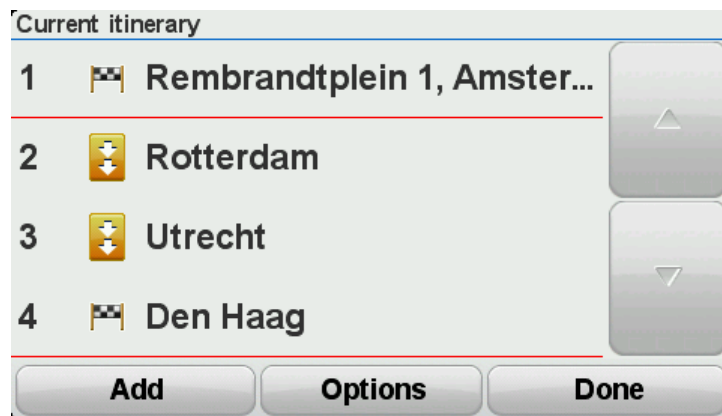 Current itinerary
1 Rembrandtplein 1, Amster...
2 Rotterdam
3 Utrecht
4 Den Haag
Add Options Done